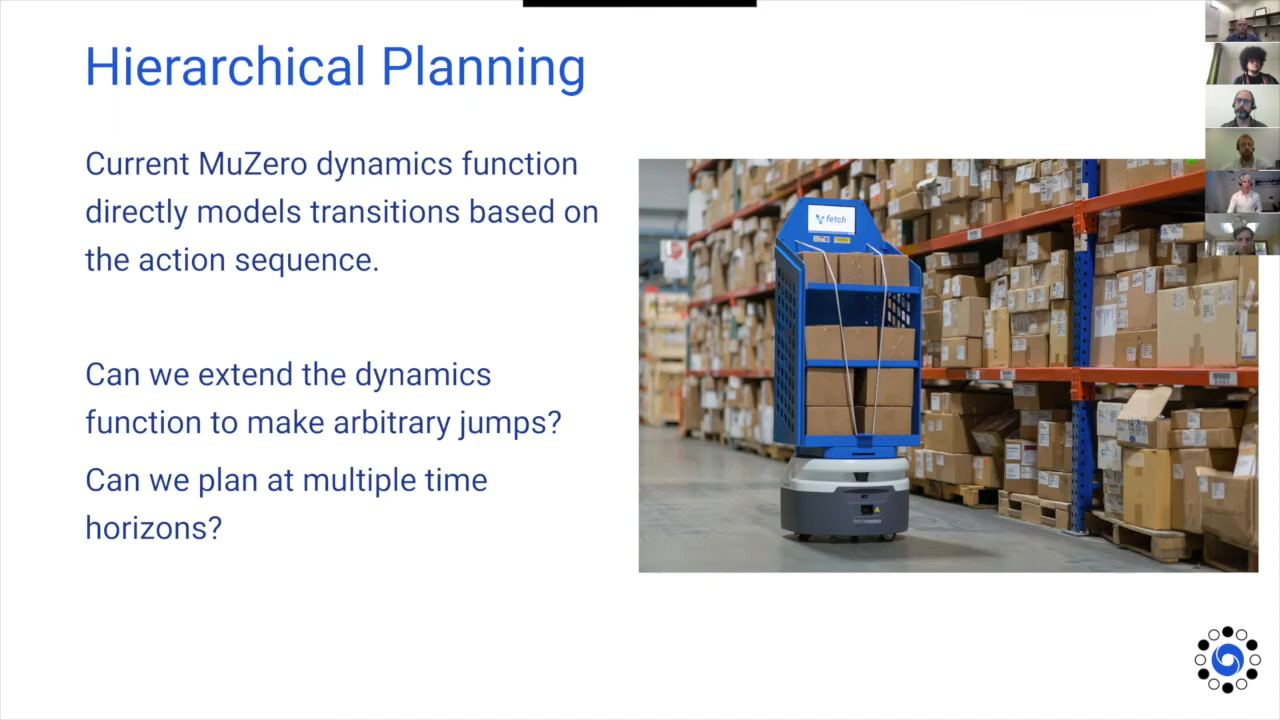 Hierarchical Planning
Current MuZero dynamics function
directly models transitions based on
the action sequence.
Can we extend the dynamics
function to make arbitrary jumps?
Can we plan at multiple time
horizons?
fetch